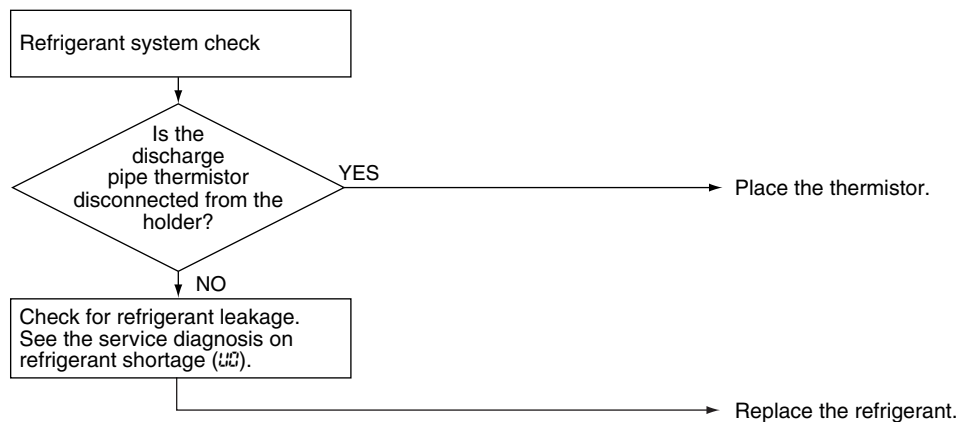 Refrigerant system check
Is the
discharge
pipe thermistor
disconnected from the
holder?
YES
Place the thermistor.
NO
Check for refrigerant leakage.
See the service diagnosis on
refrigerant shortage (U0).
Replace the refrigerant.